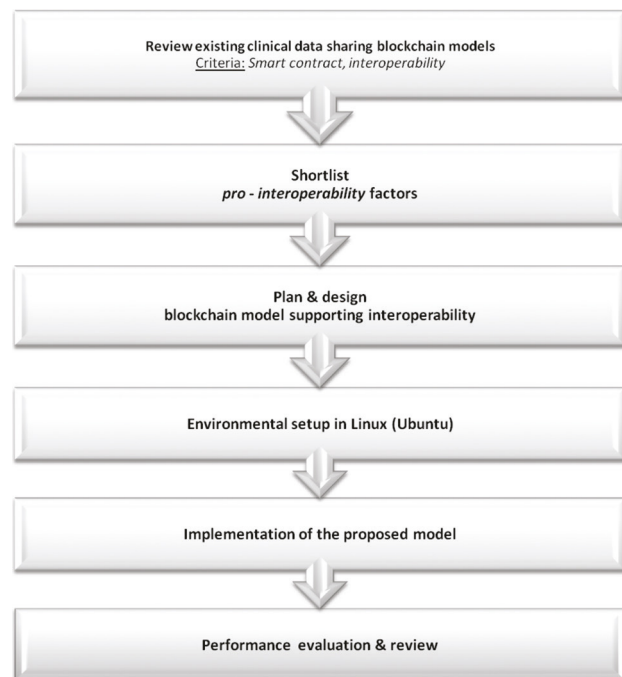 Review existing clinical data sharing blockchain models
Criteria: Smart contract, interoperability
Shortlist
pro - interoperability factors
Plan & design
blockchain model supporting interoperability
Environmental setup in Linux (Ubuntu)
Implementation of the proposed model
Performance evaluation & review